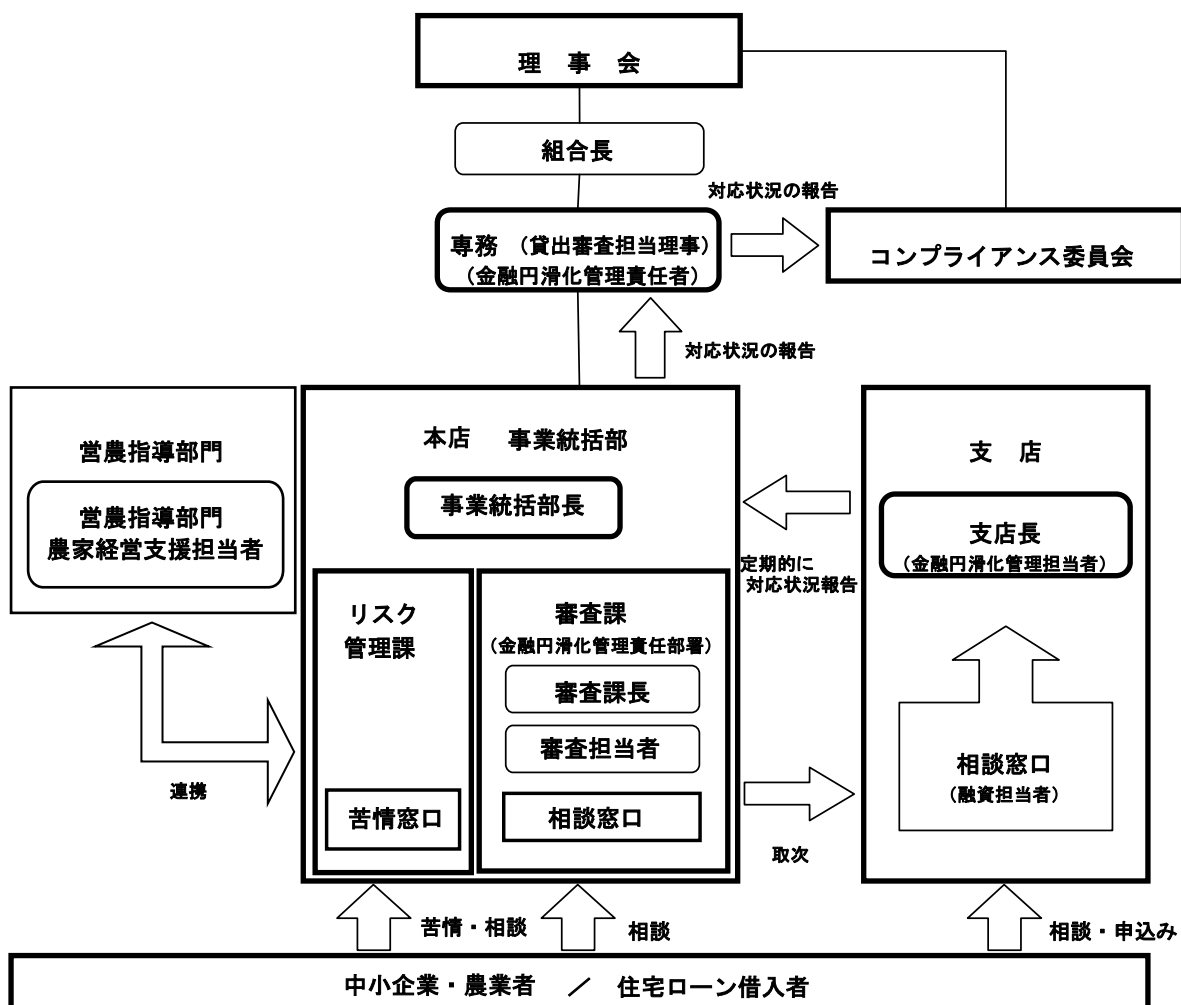 理 事 会
組合長
対応状況の報告
専務 (貸出審査担当理事)
(金融円滑化管理責任者)
コンプライアンス委員会
対応状況の報告
営農指導部門
営農指導部門
農家経営支援担当者
本店 事業統括部
事業統括部長
支 店
支店長
(金融円滑化管理担当者)
定期的に
対応状況報告
リスク
管理課
審査課
(金融円滑化管理責任部署)
審査課長
審査担当者
連携
苦情窓口
相談窓口
相談窓口
(融資担当者)
取次
苦情・相談
相談
相談・申込み
中小企業・農業者 / 住宅ローン借入者